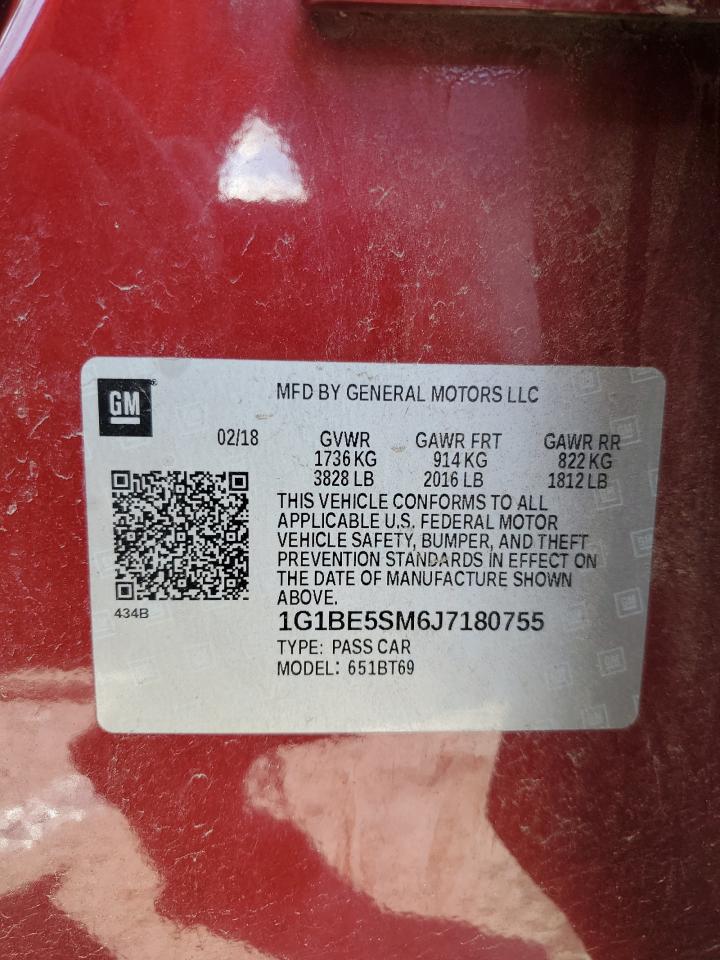 GM
MFD BY GENERAL MOTORS LLC
02/18 GVWR GAWR FRT GAWR RR
1736 KG 914 KG 822 KG
3828 LB 2016 LB 1812 LB
THIS VEHICLE CONFORMS TO ALL
APPLICABLE U.S. FEDERAL MOTOR
VEHICLE SAFETY, BUMPER, AND THEFT
PREVENTION STANDARDS IN EFFECT ON
THE DATE OF MANUFACTURE SHOWN
ABOVE.
434B
1G1BE5SM6J7180755
TYPE: PASS CAR
MODEL: 651BT69